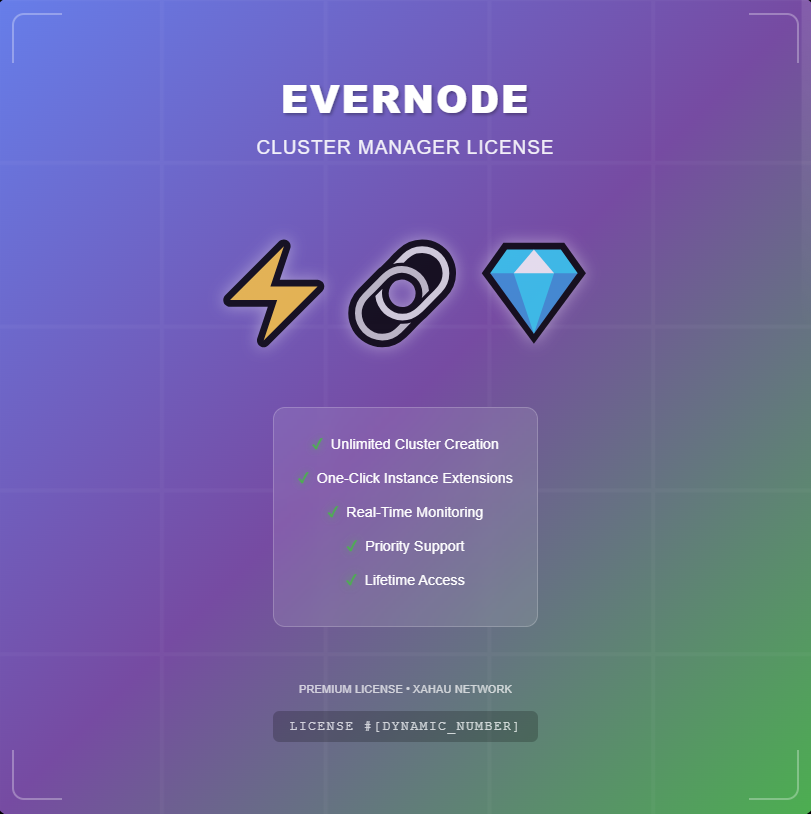 EVERNODE
CLUSTER MANAGER LICENSE
✓ Unlimited Cluster Creation
✓ One-Click Instance Extensions
✓ Real-Time Monitoring
✓ Priority Support
✓ Lifetime Access
PREMIUM LICENSE • XAHAU NETWORK
LICENSE #[DYNAMIC_NUMBER]